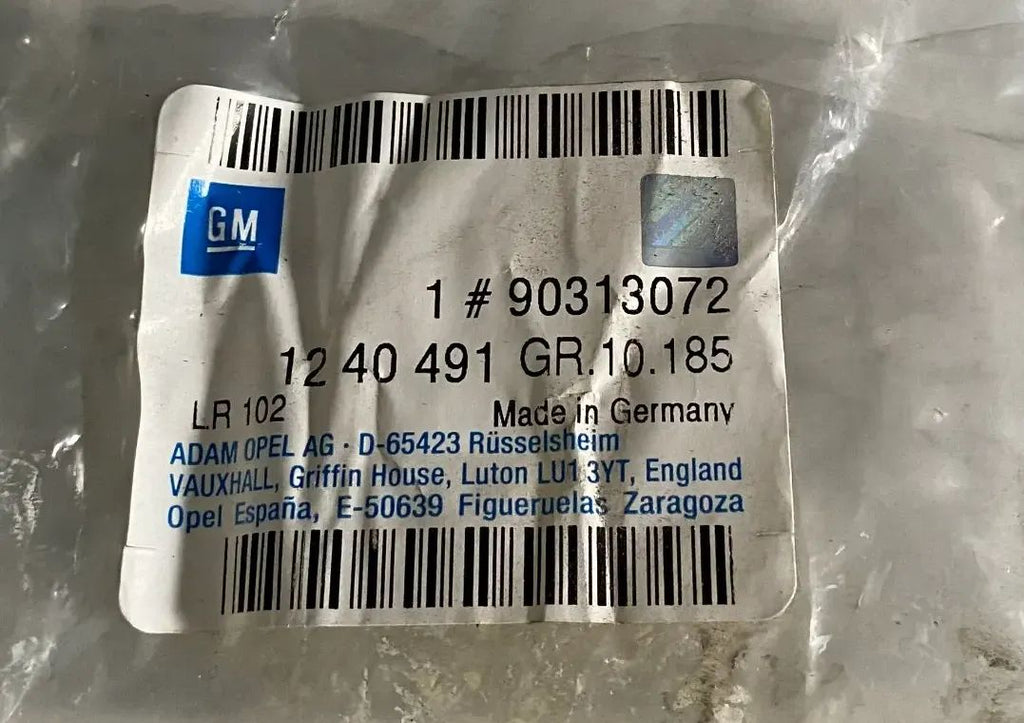 GM
1 # 90313072
12 40 491 GR.10.185
LR 102 Made in Germany
ADAM OPEL AG · D-65423 Rüsselsheim
VAUXHALL, Griffin House, Luton LU1 3YT, England
Opel España, E-50639 Figueruelas Zaragoza